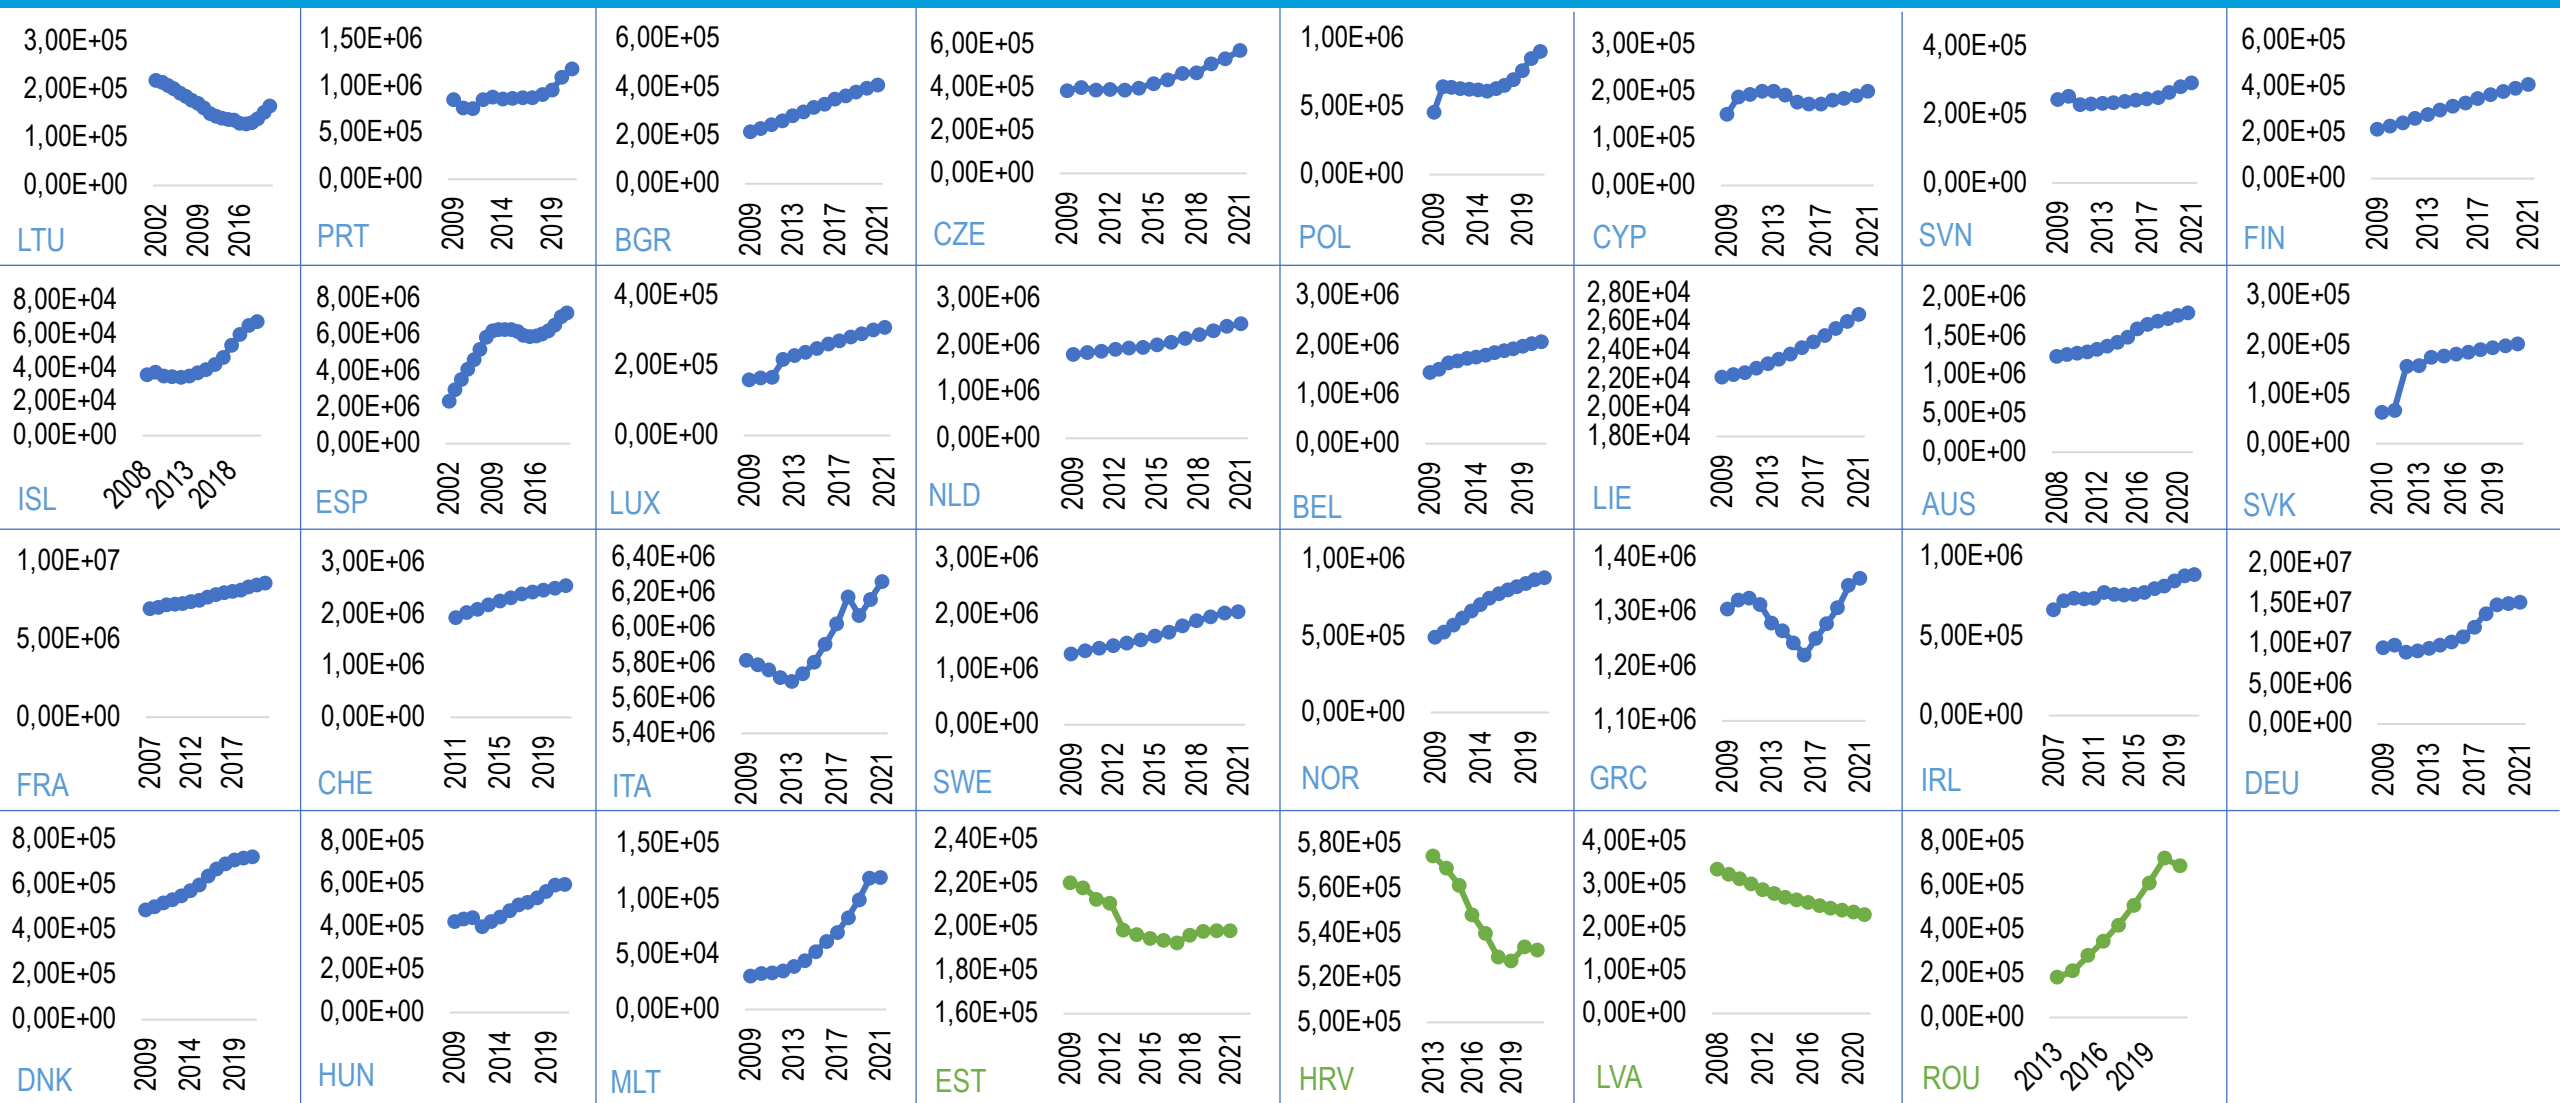 3,00E+05
2,00E+05
1,00E+05
0,00E+00
2002
2009
2016
LTU
1,50E+06
1,00E+06
5,00E+05
0,00E+00
2009
2014
2019
PRT
6,00E+05
4,00E+05
2,00E+05
0,00E+00
2009
2013
2017
2021
BGR
6,00E+05
4,00E+05
2,00E+05
0,00E+00
2009
2012
2015
2018
2021
CZE
1,00E+06
5,00E+05
0,00E+00
2009
2014
2019
POL
3,00E+05
2,00E+05
1,00E+05
0,00E+00
2009
2013
2017
2021
CYP
4,00E+05
2,00E+05
0,00E+00
2009
2013
2017
2021
SVN
6,00E+05
4,00E+05
2,00E+05
0,00E+00
2009
2013
2017
2021
FIN
8,00E+04
6,00E+04
4,00E+04
2,00E+04
0,00E+00
2008
2013
2018
ISL
8,00E+06
6,00E+06
4,00E+06
2,00E+06
0,00E+00
2002
2009
2016
ESP
4,00E+05
2,00E+05
0,00E+00
2009
2013
2017
2021
LUX
3,00E+06
2,00E+06
1,00E+06
0,00E+00
2009
2012
2015
2018
2021
NLD
3,00E+06
2,00E+06
1,00E+06
0,00E+00
2009
2014
2019
BEL
2,80E+04
2,60E+04
2,40E+04
2,20E+04
2,00E+04
1,80E+04
2009
2013
2017
2021
LIE
2,00E+06
1,50E+06
1,00E+06
5,00E+05
0,00E+00
2008
2012
2016
2020
AUS
3,00E+05
2,00E+05
1,00E+05
0,00E+00
2010
2013
2016
2019
SVK
1,00E+07
5,00E+06
0,00E+00
2007
2012
2017
FRA
3,00E+06
2,00E+06
1,00E+06
0,00E+00
2011
2015
2019
CHE
6,40E+06
6,20E+06
6,00E+06
5,80E+06
5,60E+06
5,40E+06
2009
2013
2017
2021
ITA
3,00E+06
2,00E+06
1,00E+06
0,00E+00
2009
2012
2015
2018
2021
SWE
1,00E+06
5,00E+05
0,00E+00
2009
2014
2019
NOR
1,40E+06
1,30E+06
1,20E+06
1,10E+06
2009
2013
2017
2021
GRC
1,00E+06
5,00E+05
0,00E+00
2007
2011
2015
2019
IRL
2,00E+07
1,50E+07
1,00E+07
5,00E+06
0,00E+00
2009
2013
2017
2021
DEU
8,00E+05
6,00E+05
4,00E+05
2,00E+05
0,00E+00
2009
2014
2019
DNK
8,00E+05
6,00E+05
4,00E+05
2,00E+05
0,00E+00
2009
2014
2019
HUN
1,50E+05
1,00E+05
5,00E+04
0,00E+00
2009
2013
2017
2021
MLT
2,40E+05
2,20E+05
2,00E+05
1,80E+05
1,60E+05
2009
2012
2015
2018
2021
EST
5,80E+05
5,60E+05
5,40E+05
5,20E+05
5,00E+05
2013
2016
2019
HRV
4,00E+05
3,00E+05
2,00E+05
1,00E+05
0,00E+00
2008
2012
2016
2020
LVA
8,00E+05
6,00E+05
4,00E+05
2,00E+05
0,00E+00
2013
2016
2019
ROU